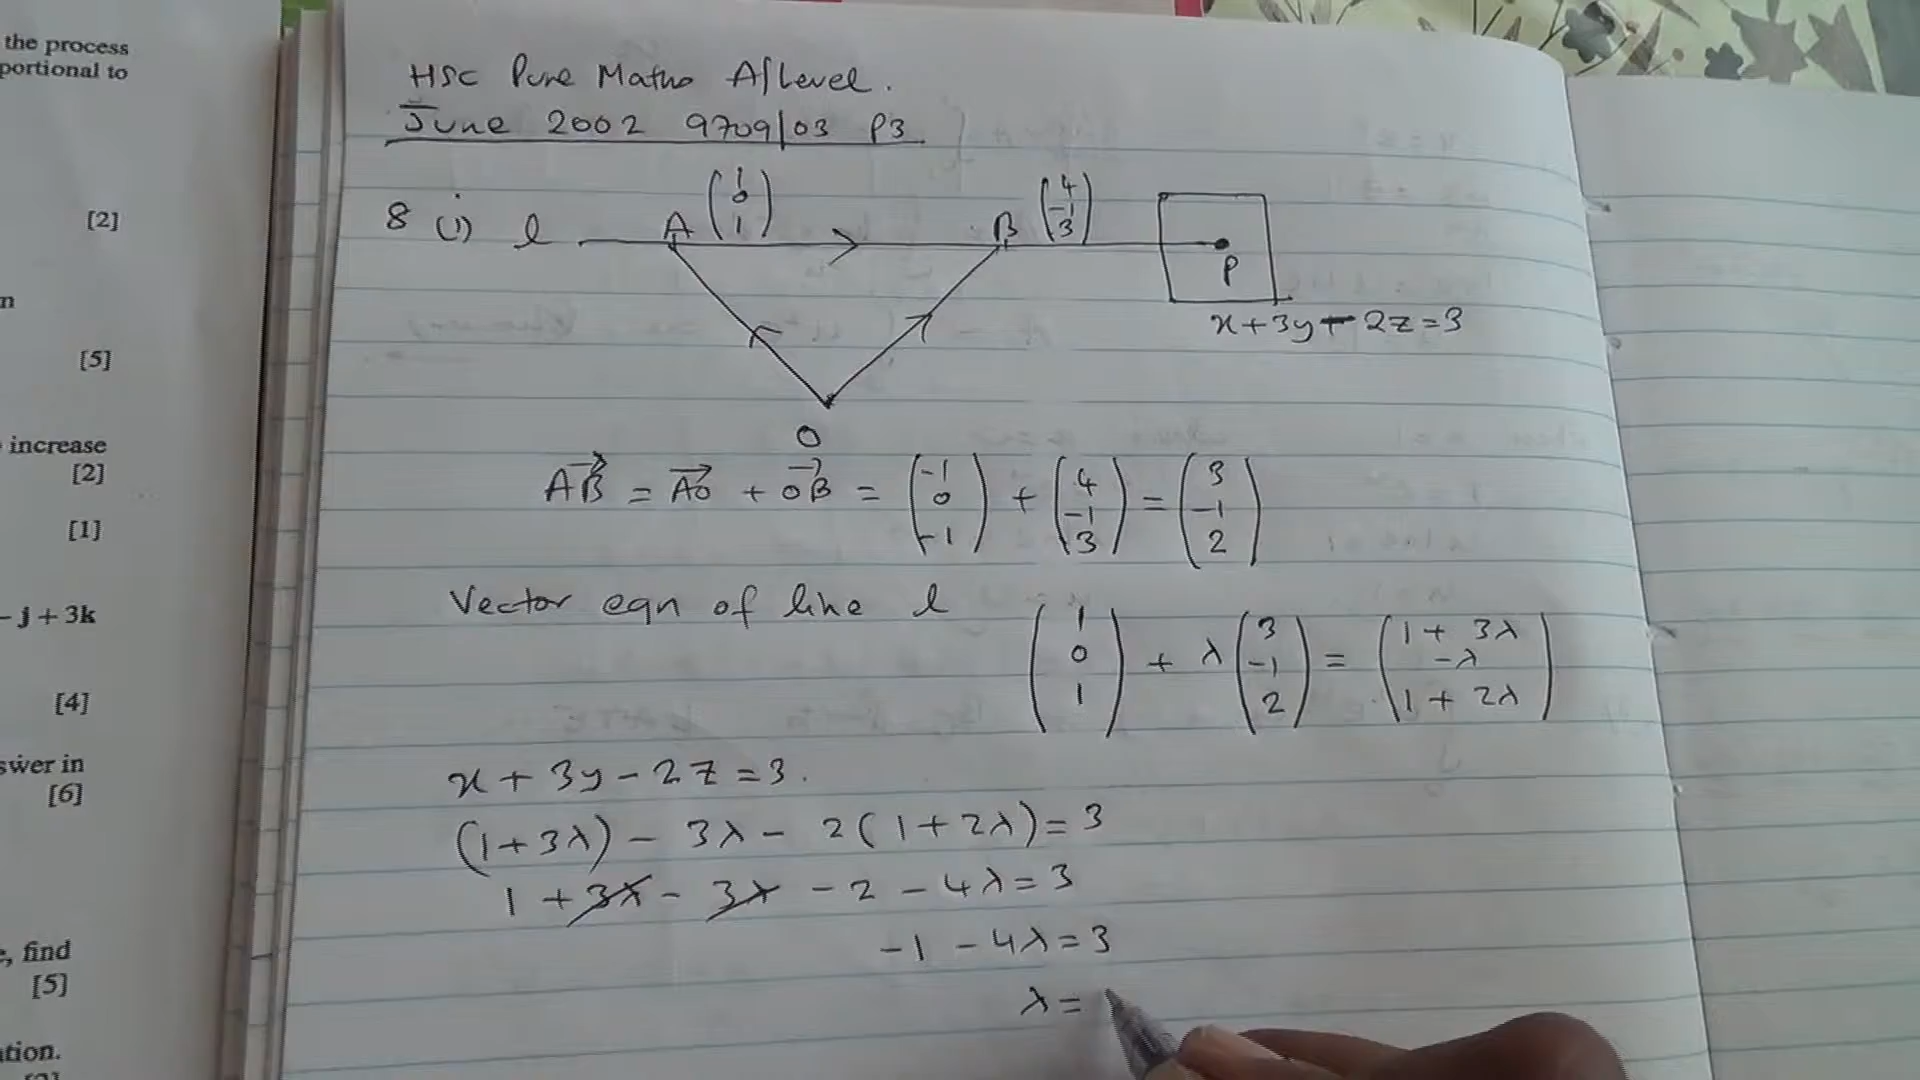 the process
portional to
[2]
n
[5]
increase
[2]
[1]
– j + 3k
[4]
swer in
[6]
e, find
[5]
ation.
HSC Pure Maths A/Level.
June 2002 9709/03 P3
8 (i) l A (1 0 1) B (4 -1 3)
P
x+3y-2z=3
O
AB = AO + OB = (-1 0 -1) + (4 -1 3) = (3 -1 2)
Vector eqn of line l (1 0 1) + λ (3 -1 2) = (1+3λ -λ 1+2λ)
x + 3y - 2z = 3.
(1+3λ) - 3λ - 2(1+2λ) = 3
1 + 3λ - 3λ - 2 - 4λ = 3
-1 - 4λ = 3
λ =